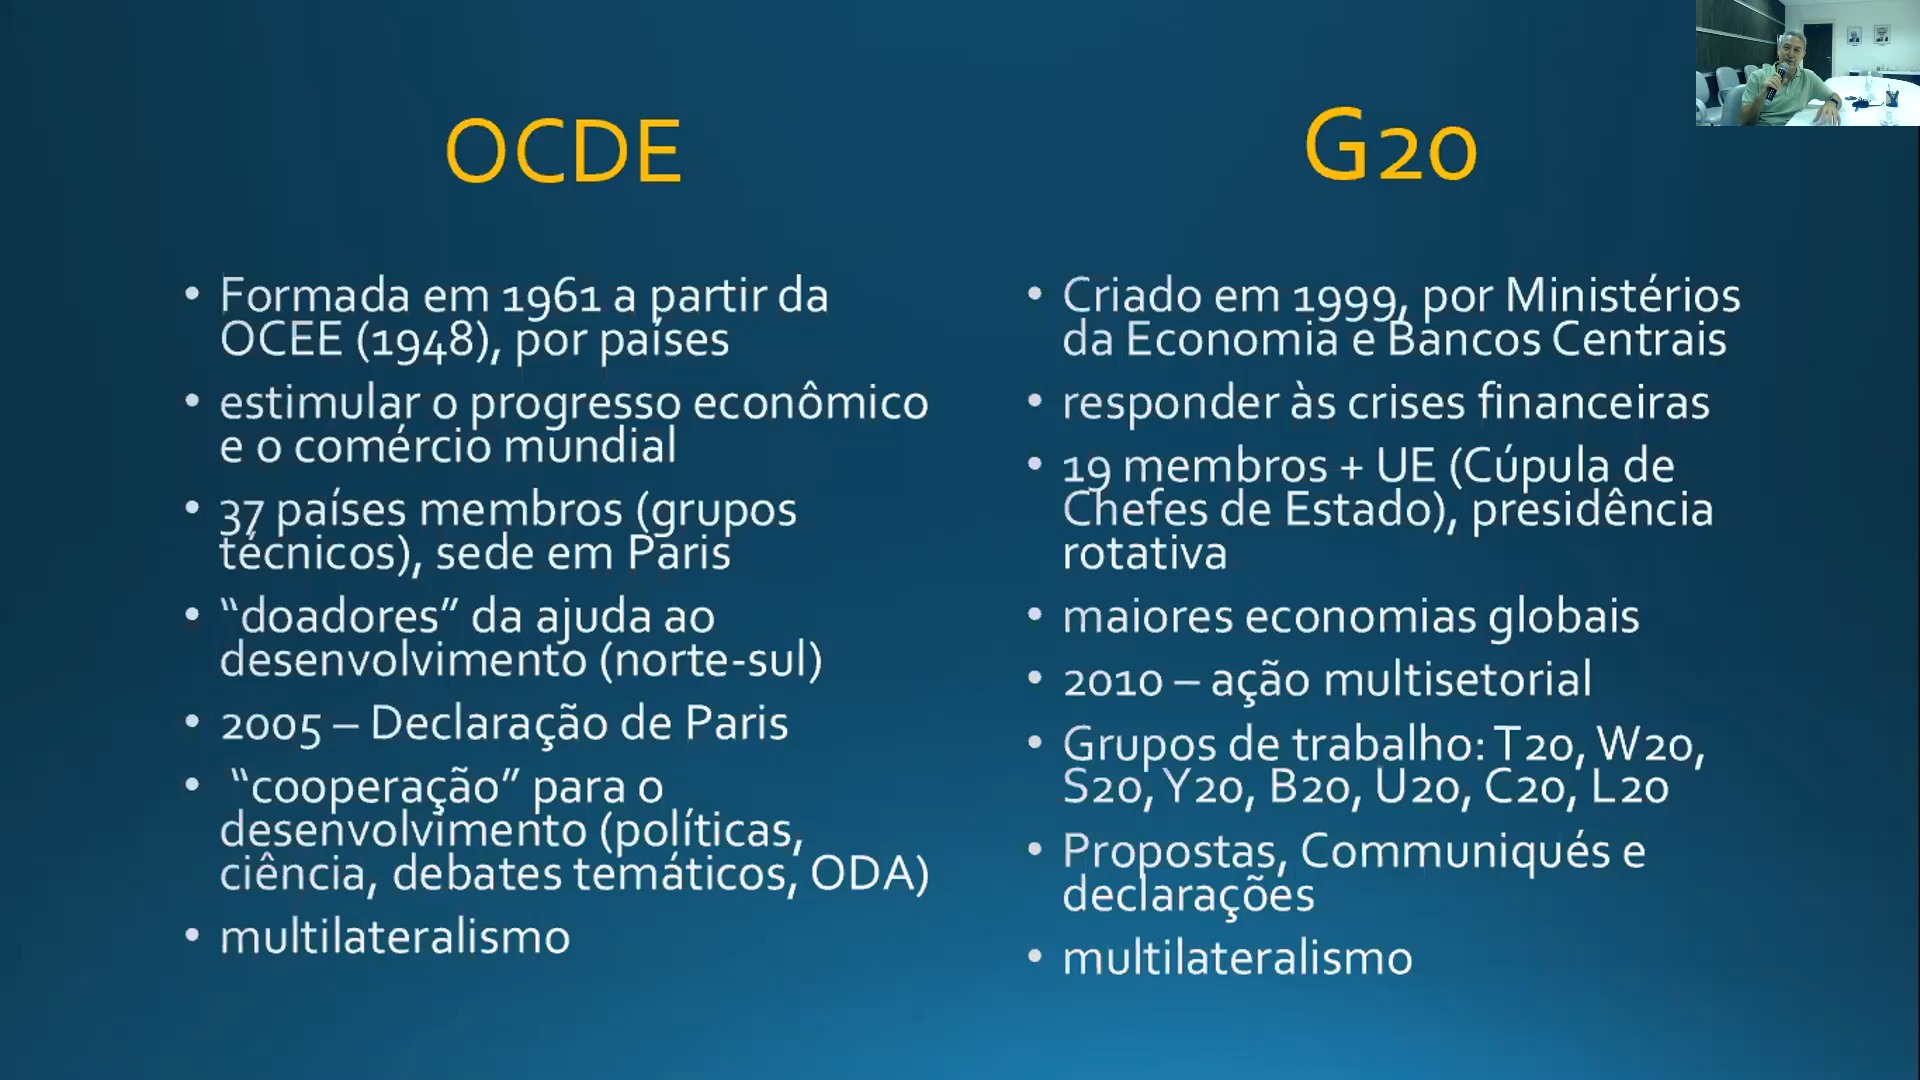 OCDE
• Formada em 1961 a partir da
OCEE (1948), por países
• estimular o progresso econômico
e o comércio mundial
• 37 países membros (grupos
técnicos), sede em Paris
• “doadores” da ajuda ao
desenvolvimento (norte-sul)
• 2005 – Declaração de Paris
• “cooperação” para o
desenvolvimento (políticas,
ciência, debates temáticos, ODA)
• multilateralismo
G20
• Criado em 1999, por Ministérios
da Economia e Bancos Centrais
• responder às crises financeiras
• 19 membros + UE (Cúpula de
Chefes de Estado), presidência
rotativa
• maiores economias globais
• 2010 – ação multisetorial
• Grupos de trabalho: T20, W20,
S20, Y20, B20, U20, C20, L20
• Propostas, Communiqués e
declarações
• multilateralismo